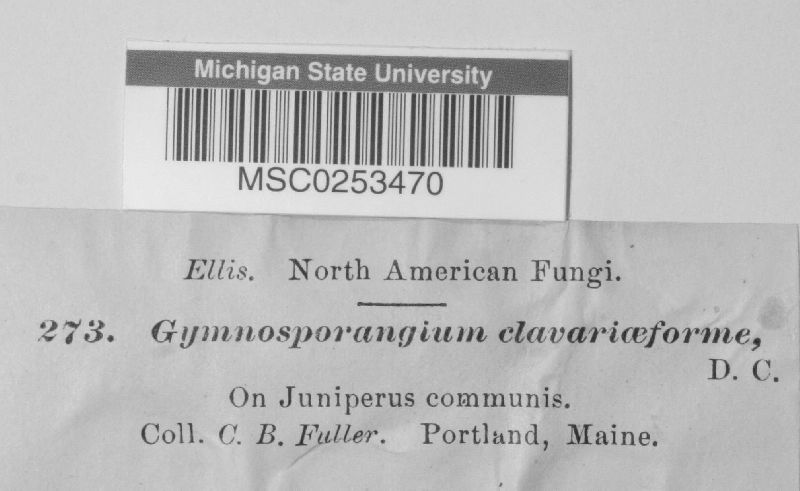 Michigan State University
MSC0253470
Ellis. North American Fungi.
273. Gymnosporangium clavariæforme,
D. C.
On Juniperus communis.
Coll. C. B. Fuller. Portland, Maine.